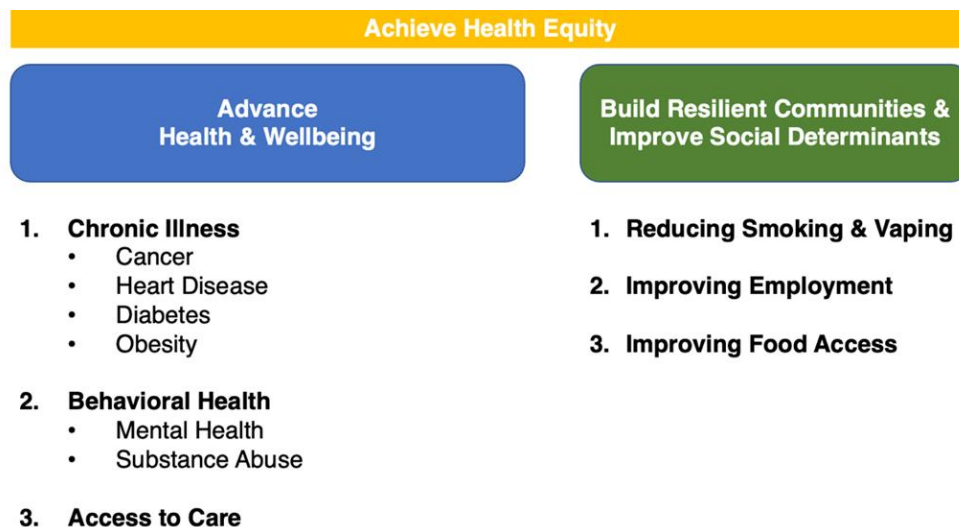 Achieve Health Equity
Advance
Health & Wellbeing
1. Chronic Illness
• Cancer
• Heart Disease
• Diabetes
• Obesity
2. Behavioral Health
• Mental Health
• Substance Abuse
3. Access to Care
Build Resilient Communities &
Improve Social Determinants
1. Reducing Smoking & Vaping
2. Improving Employment
3. Improving Food Access